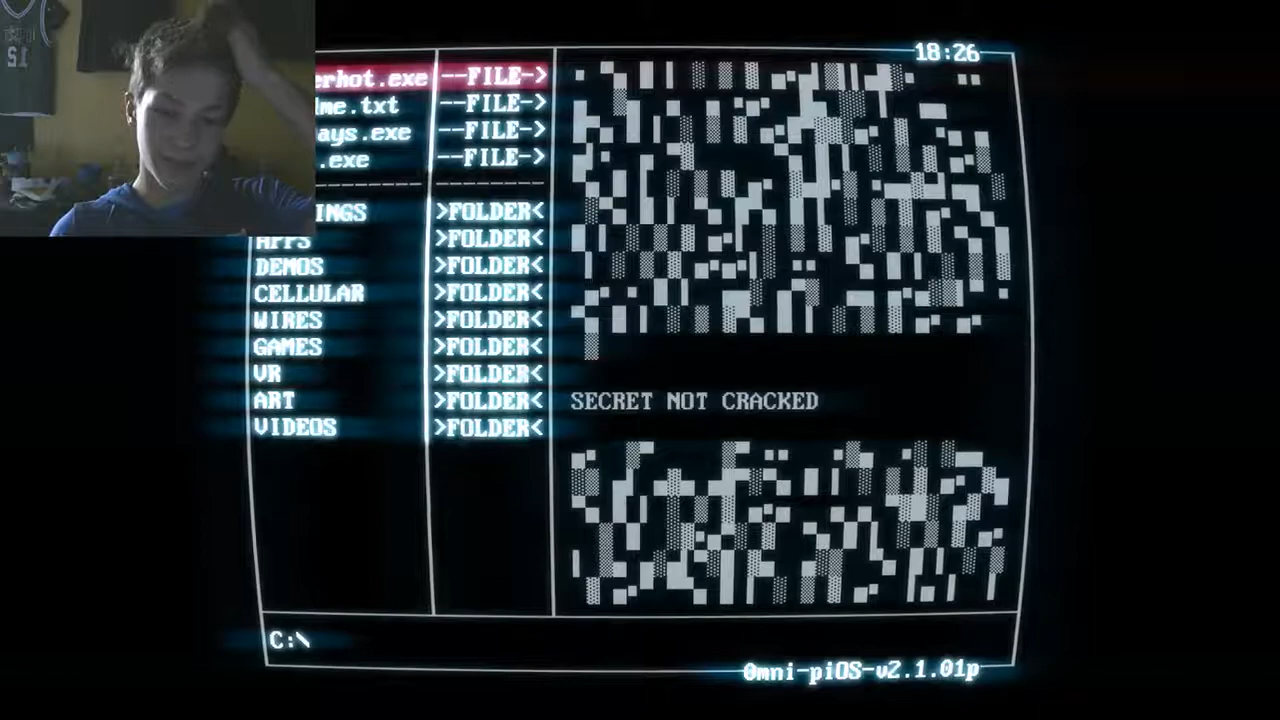 18:26
erhot.exe --FILE->
me.txt --FILE->
ays.exe --FILE->
.exe --FILE->
INGS >FOLDER<
APPS >FOLDER<
DEMOS >FOLDER<
CELLULAR >FOLDER<
WIRES >FOLDER<
GAMES >FOLDER<
VR >FOLDER<
ART >FOLDER<
VIDEOS >FOLDER<
SECRET NOT CRACKED
C:\
Omni-piOS-v2.1.01p